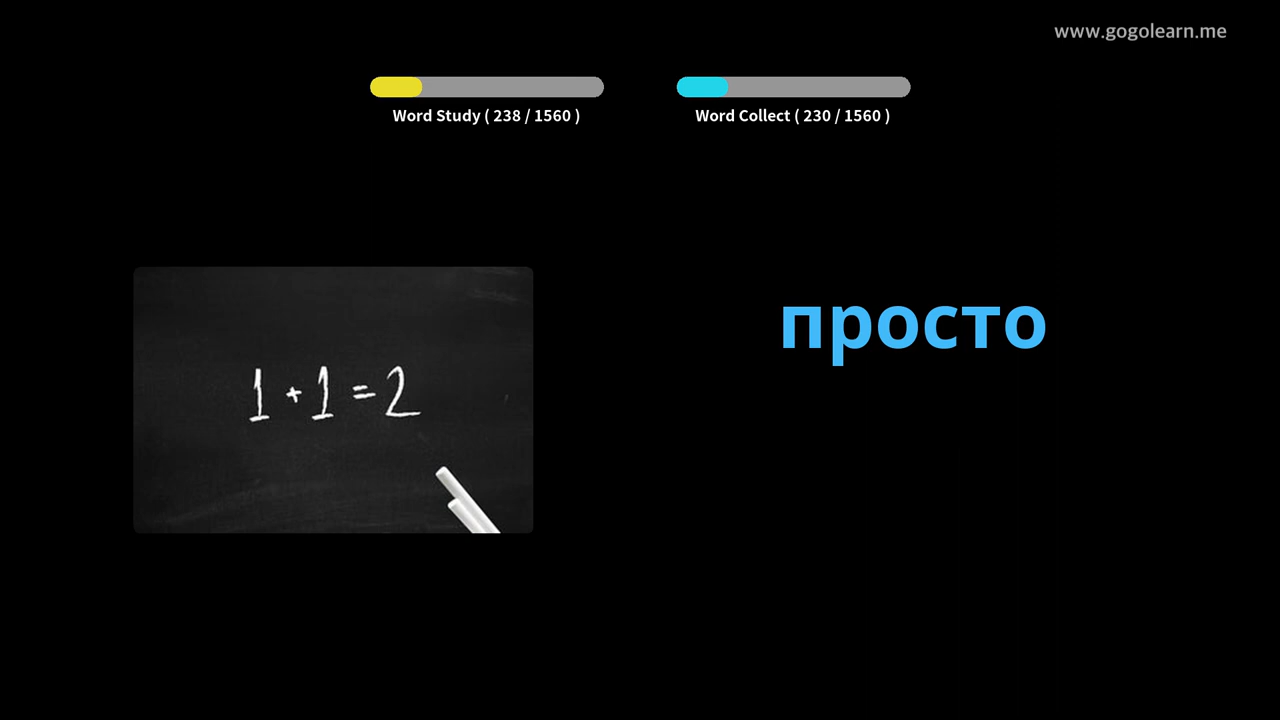 www.gogolearn.me
Word Study ( 238 / 1560 )
Word Collect ( 230 / 1560 )
просто
1 + 1 = 2